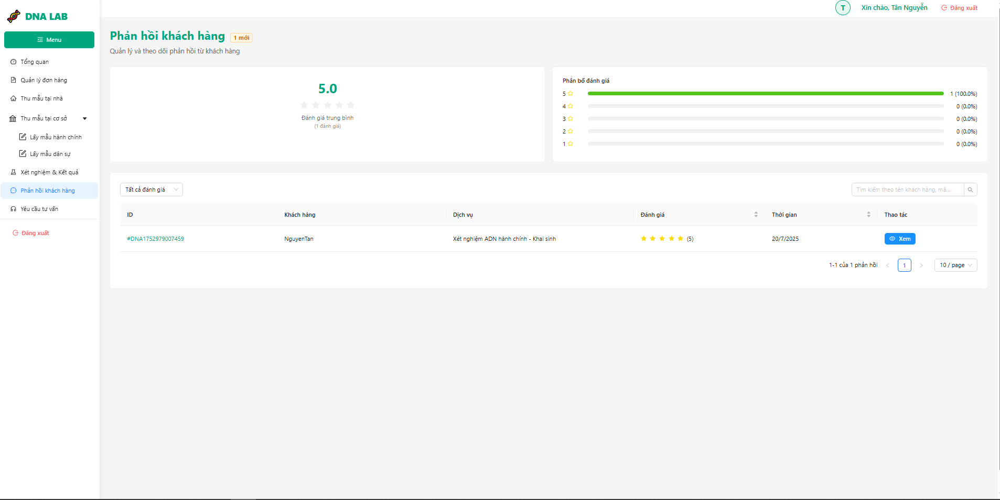 DNA LAB
Menu
Tổng quan
Quản lý đơn hàng
Thu mẫu tại nhà
Thu mẫu tại cơ sở
Lấy mẫu hành chính
Lấy mẫu dân sự
Xét nghiệm & Kết quả
Phản hồi khách hàng
Yêu cầu tư vấn
Đăng xuất
T
Xin chào, Tân Nguyễn
Đăng xuất
Phản hồi khách hàng 1 mới
Quản lý và theo dõi phản hồi từ khách hàng
5.0
Đánh giá trung bình
(1 đánh giá)
Phân bố đánh giá
5 1 (100.0%)
4 0 (0.0%)
3 0 (0.0%)
2 0 (0.0%)
1 0 (0.0%)
Tất cả đánh giá
Tìm kiếm theo tên khách hàng, mã...
ID Khách hàng Dịch vụ Đánh giá Thời gian Thao tác
#DNA1752979007459 NguyenTan Xét nghiệm ADN hành chính - Khai sinh (5) 20/7/2025 Xem
1-1 của 1 phản hồi < 1 > 10 / page